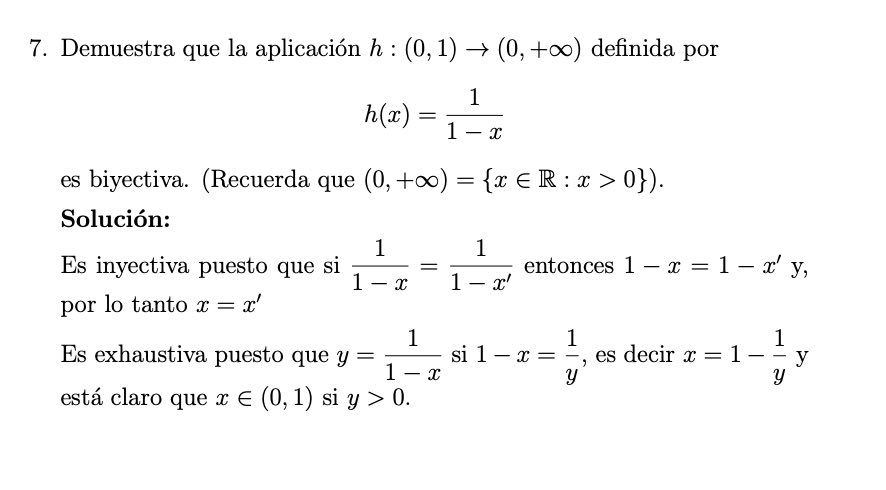 7. Demuestra que la aplicación h : (0, 1) → (0, +∞) definida por
h(x) = 1/(1 − x)
es biyectiva. (Recuerda que (0, +∞) = {x ∈ ℝ : x > 0}).
Solución:
Es inyectiva puesto que si 1/(1 − x) = 1/(1 − x′) entonces 1 − x = 1 − x′ y,
por lo tanto x = x′
Es exhaustiva puesto que y = 1/(1 − x) si 1 − x = 1/y, es decir x = 1 − 1/y y
está claro que x ∈ (0, 1) si y > 0.